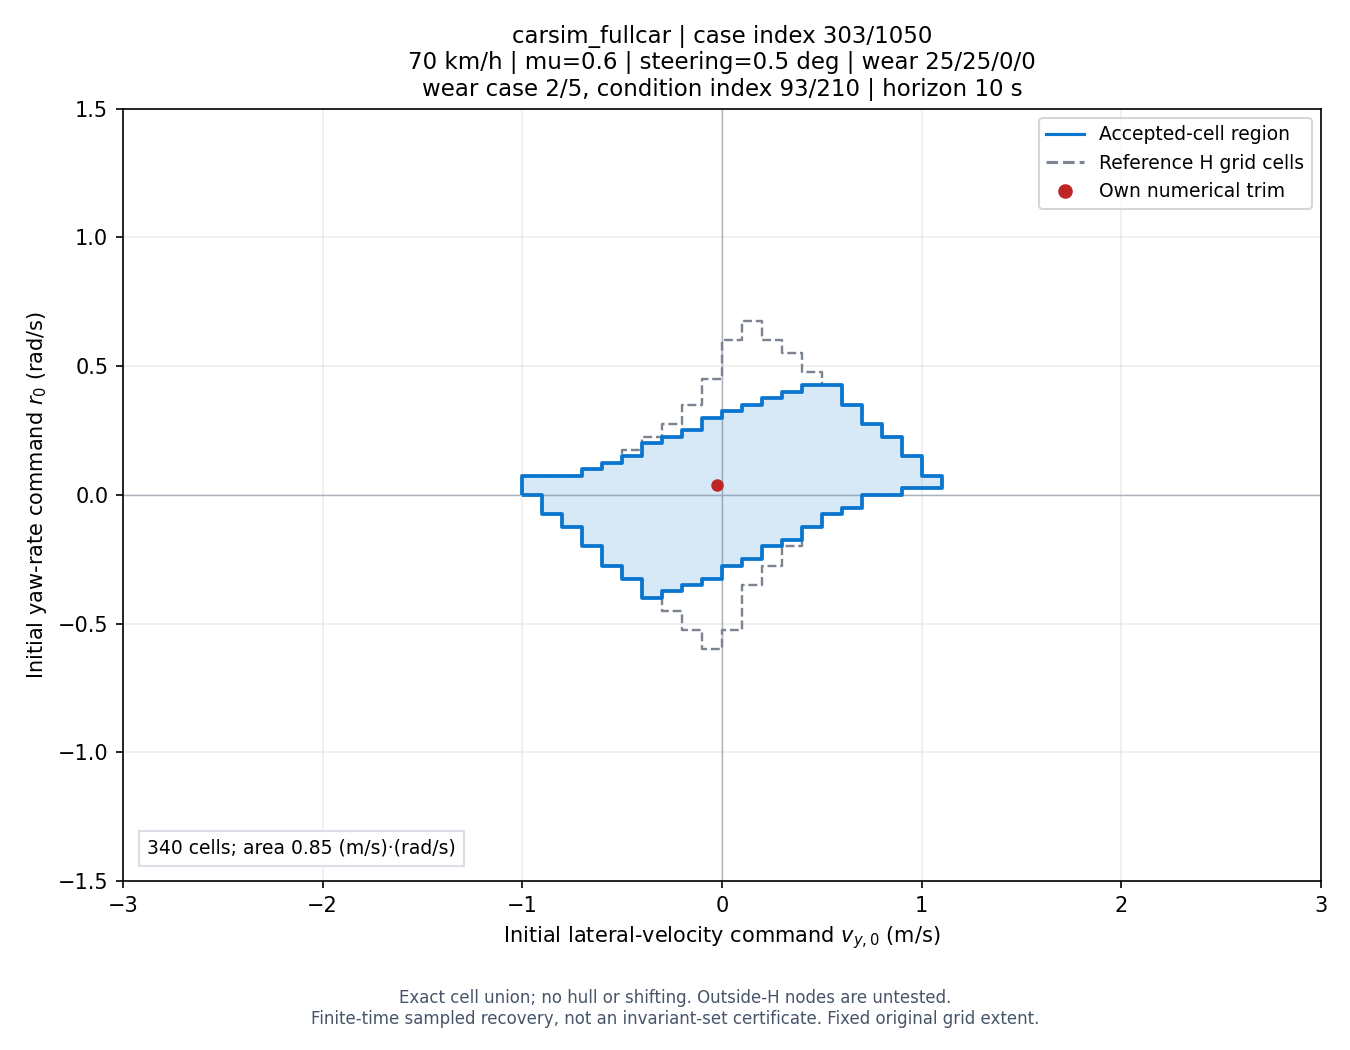 carsim_fullcar | case index 303/1050
70 km/h | mu=0.6 | steering=0.5 deg | wear 25/25/0/0
wear case 2/5, condition index 93/210 | horizon 10 s
Accepted-cell region
Reference H grid cells
Own numerical trim
1.5
1.0
0.5
0.0
−0.5
−1.0
−1.5
Initial yaw-rate command r0 (rad/s)
340 cells; area 0.85 (m/s)·(rad/s)
−3
−2
−1
0
1
2
3
Initial lateral-velocity command vy,0 (m/s)
Exact cell union; no hull or shifting. Outside-H nodes are untested.
Finite-time sampled recovery, not an invariant-set certificate. Fixed original grid extent.